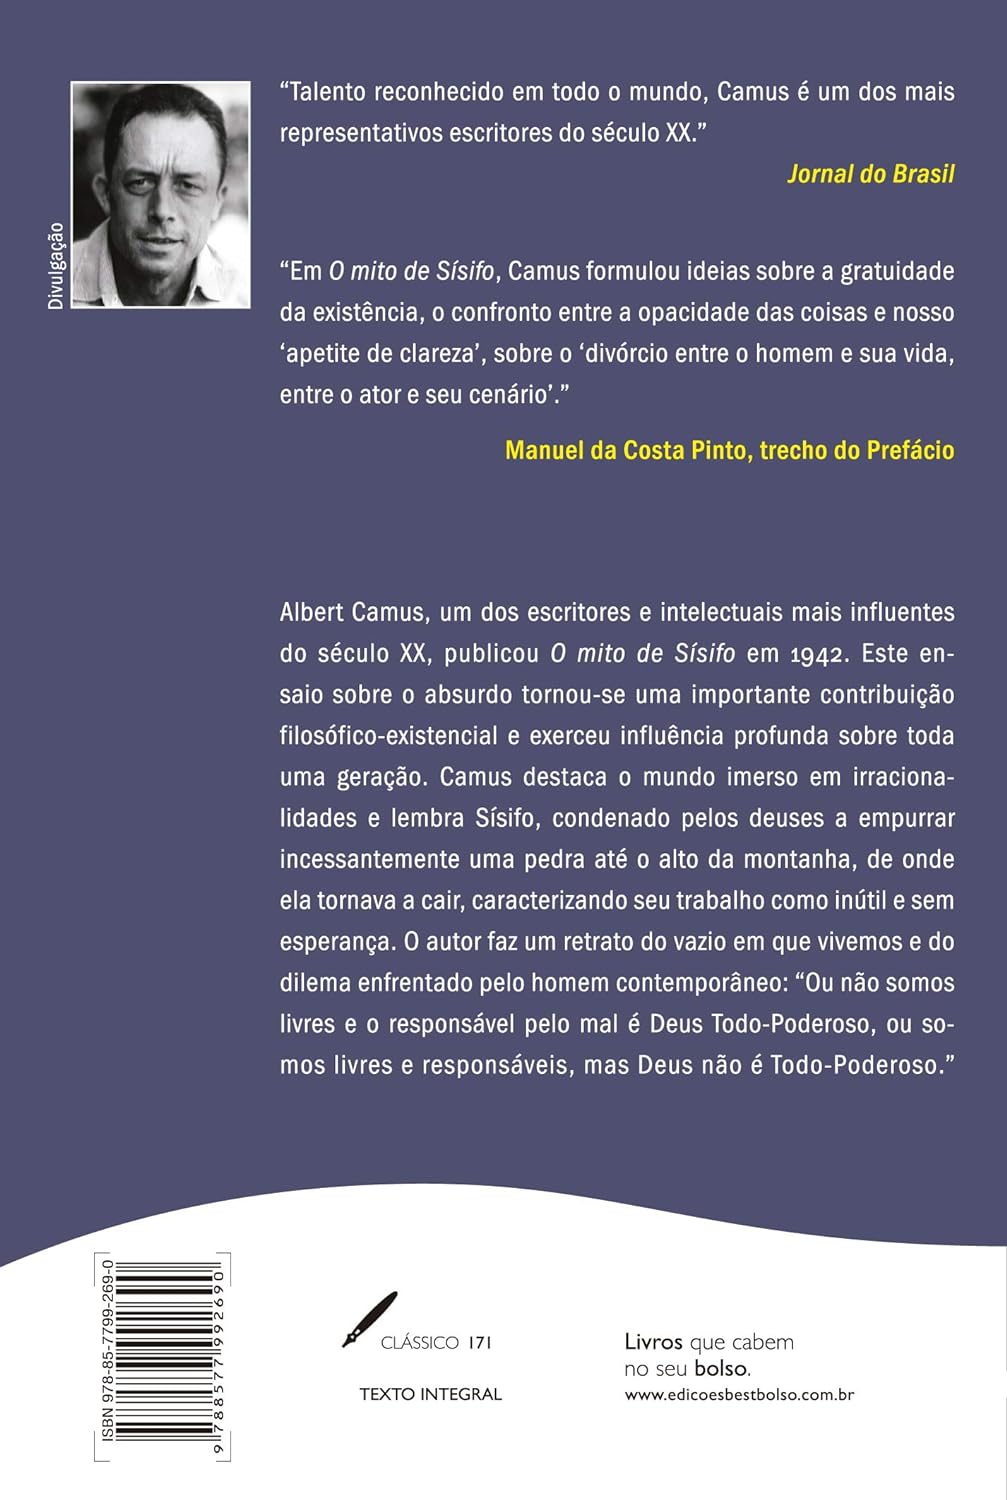 “Talento reconhecido em todo o mundo, Camus é um dos mais
representativos escritores do século XX.”
Jornal do Brasil
Divulgação
“Em O mito de Sísifo, Camus formulou ideias sobre a gratuidade
da existência, o confronto entre a opacidade das coisas e nosso
‘apetite de clareza’, sobre o ‘divórcio entre o homem e sua vida,
entre o ator e seu cenário’.”
Manuel da Costa Pinto, trecho do Prefácio
Albert Camus, um dos escritores e intelectuais mais influentes
do século XX, publicou O mito de Sísifo em 1942. Este en-
saio sobre o absurdo tornou-se uma importante contribuição
filosófico-existencial e exerceu influência profunda sobre toda
uma geração. Camus destaca o mundo imerso em irraciona-
lidades e lembra Sísifo, condenado pelos deuses a empurrar
incessantemente uma pedra até o alto da montanha, de onde
ela tornava a cair, caracterizando seu trabalho como inútil e sem
esperança. O autor faz um retrato do vazio em que vivemos e do
dilema enfrentado pelo homem contemporâneo: “Ou não somos
livres e o responsável pelo mal é Deus Todo-Poderoso, ou so-
mos livres e responsáveis, mas Deus não é Todo-Poderoso.”
ISBN 978-85-7799-269-0
9 788577 992690
CLÁSSICO 171
TEXTO INTEGRAL
Livros que cabem
no seu bolso.
www.edicoesbestbolso.com.br